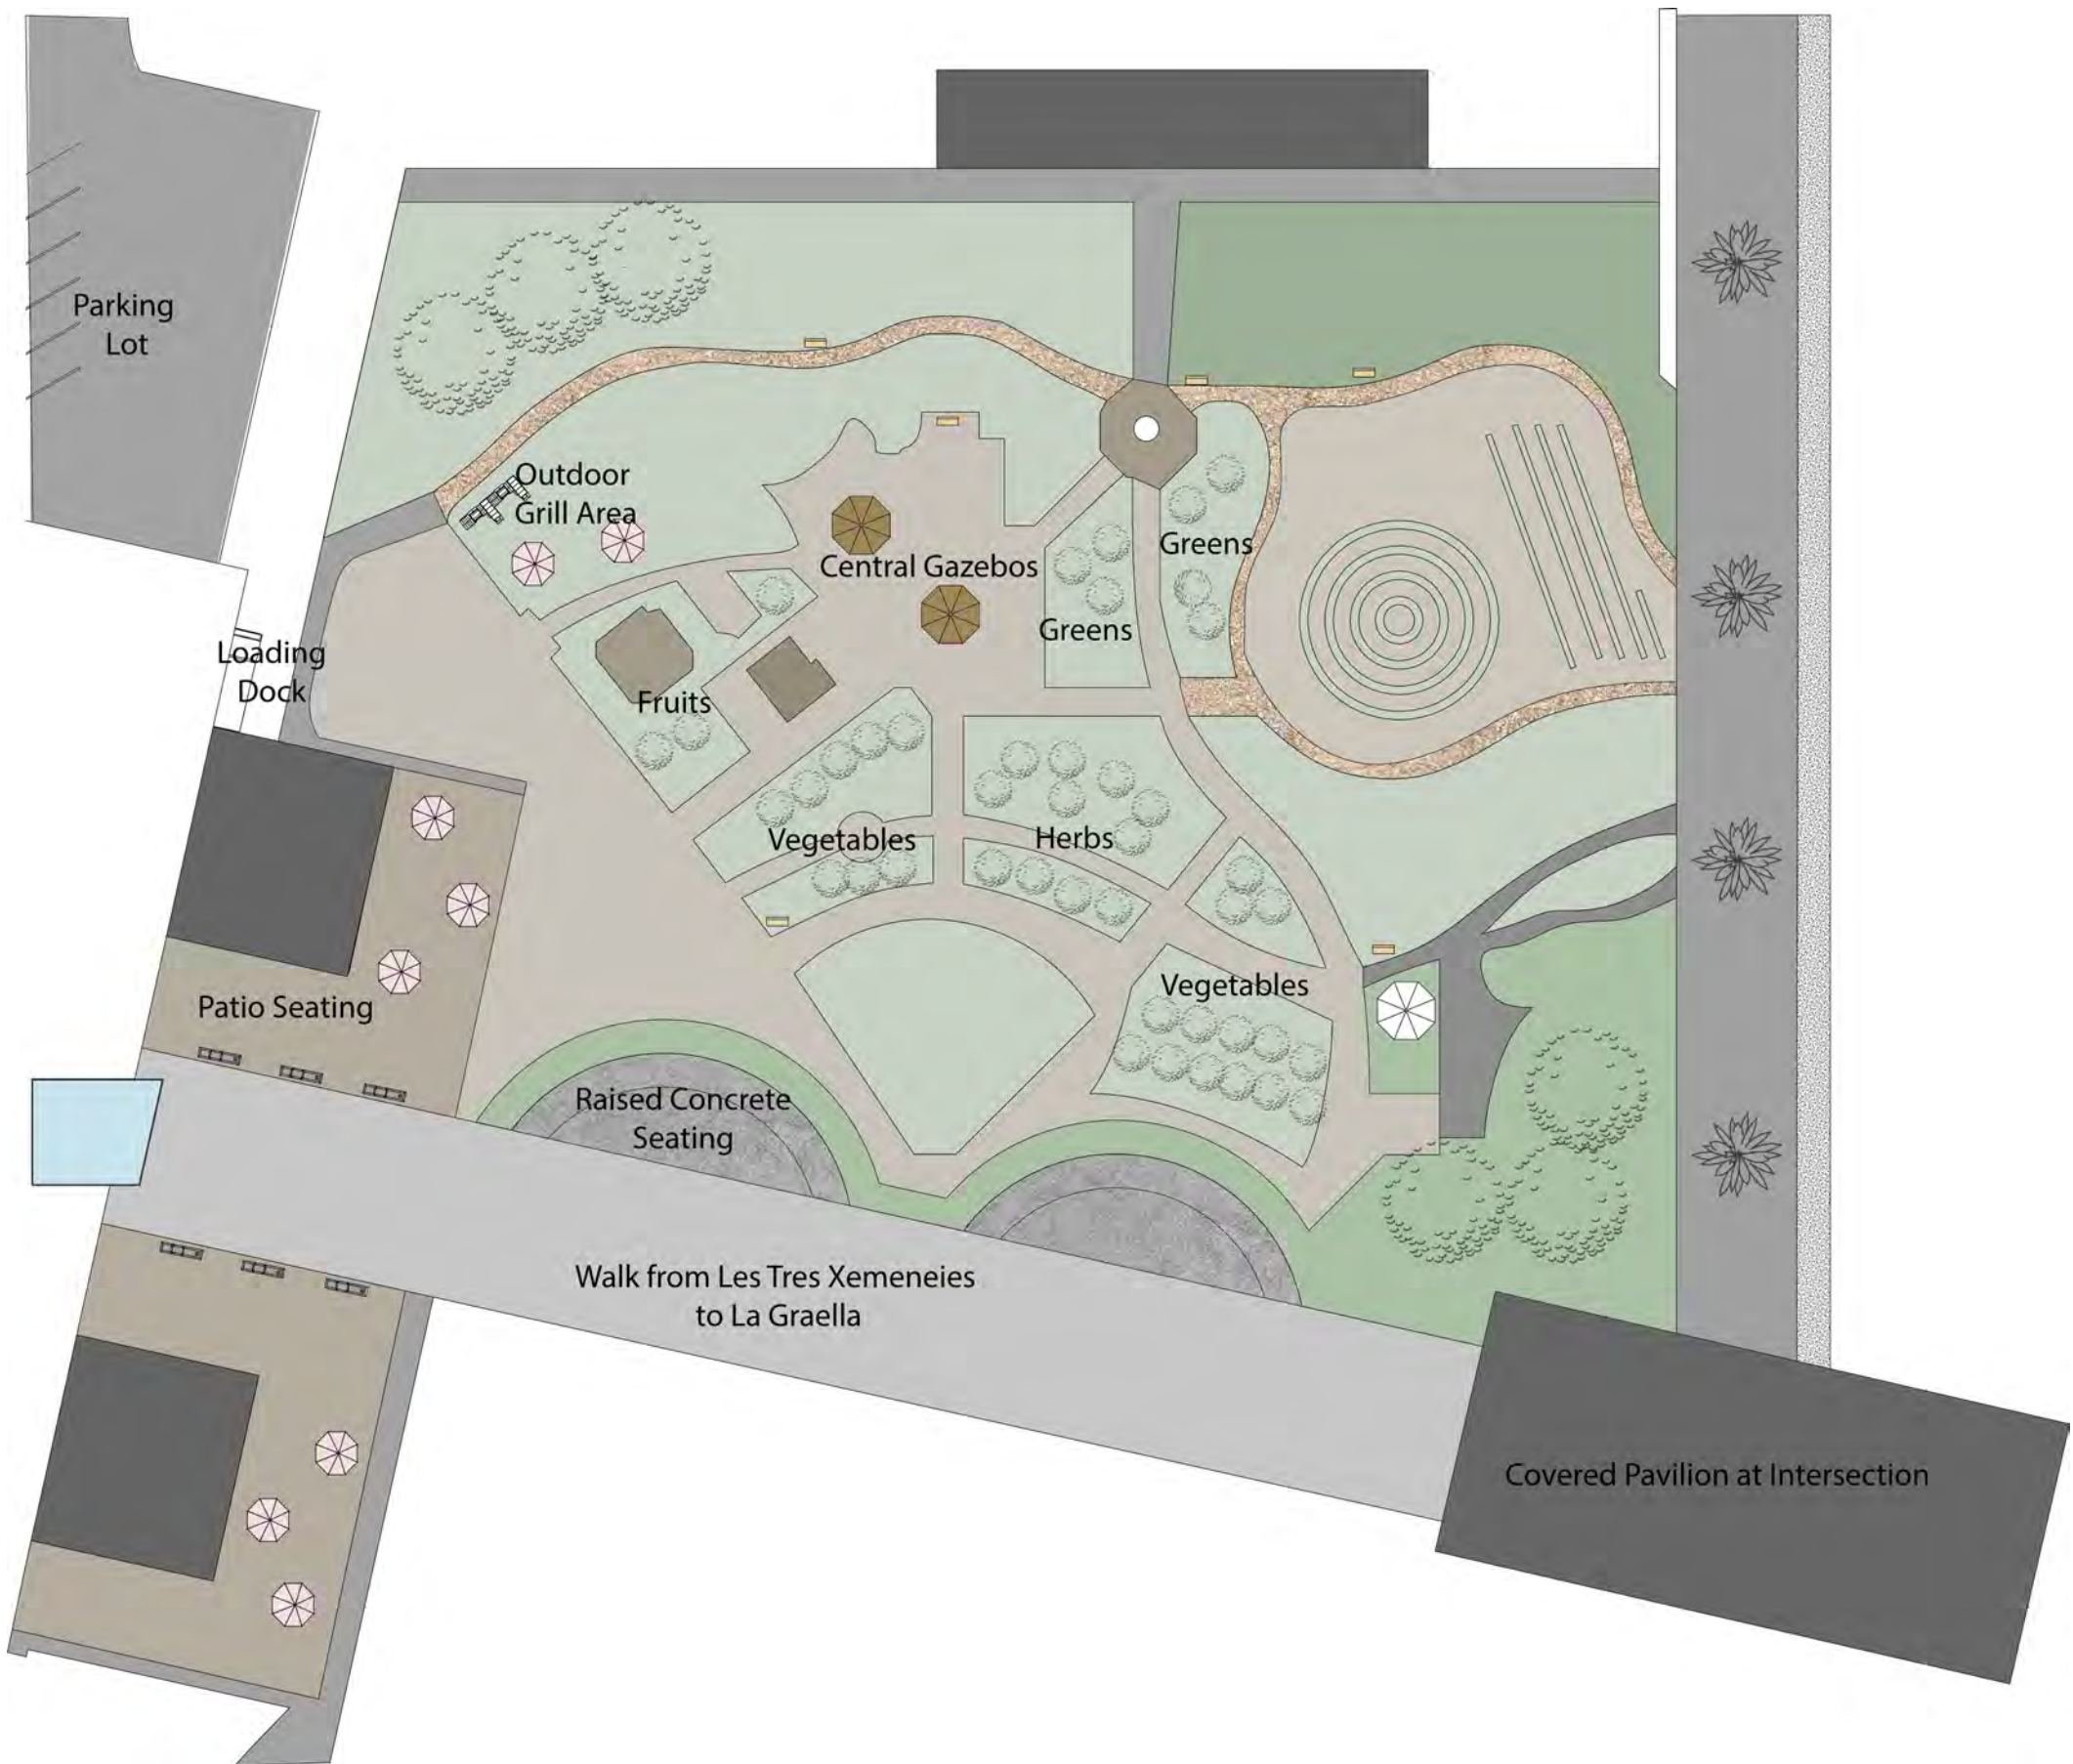 Parking
Lot
Outdoor
Grill Area
Central Gazebos
Greens
Greens
Loading
Dock
Fruits
Vegetables
Herbs
Vegetables
Patio Seating
Raised Concrete
Seating
Walk from Les Tres Xemeneies
to La Graella
Covered Pavilion at Intersection